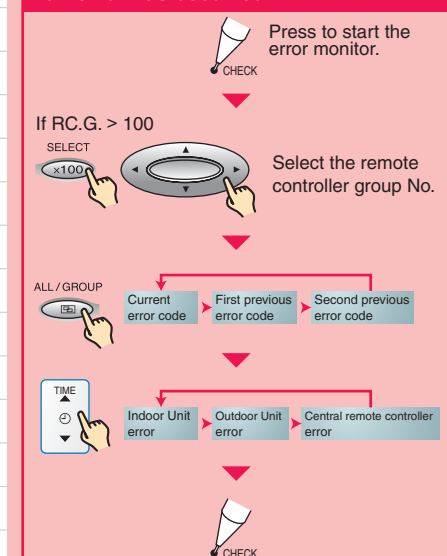 Press to start the
error monitor.
CHECK
If RC.G. > 100
SELECT
x100
Select the remote
controller group No.
ALL / GROUP
Current
error code
First previous
error code
Second previous
error code
TIME
Indoor Unit
error
Outdoor Unit
error
Central remote controller
error
CHECK